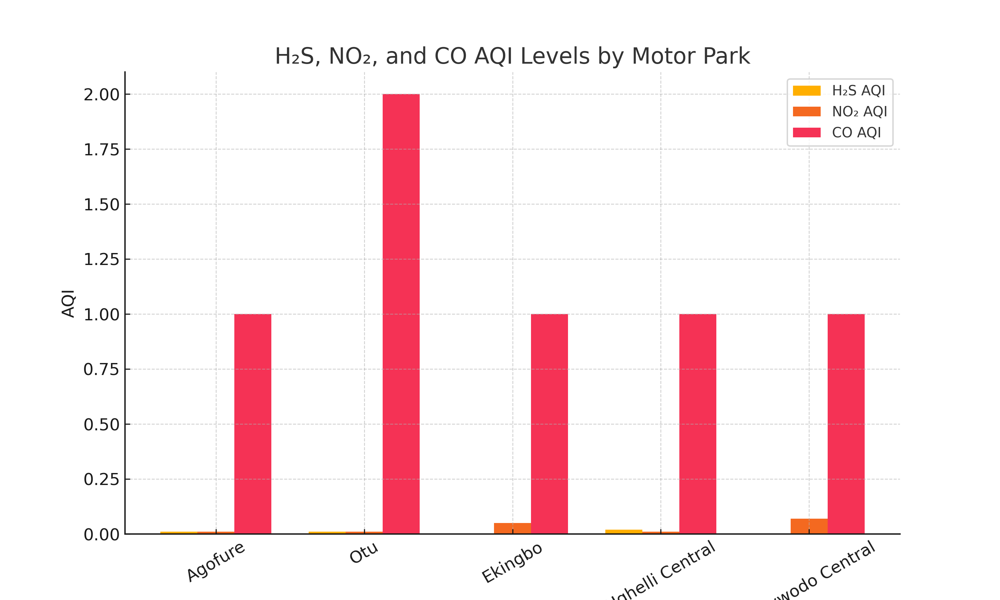 H₂S, NO₂, and CO AQI Levels by Motor Park
H₂S AQI
NO₂ AQI
CO AQI
AQI
2.00
1.75
1.50
1.25
1.00
0.75
0.50
0.25
0.00
Agofure
Otu
Ekingbo
Central
Central